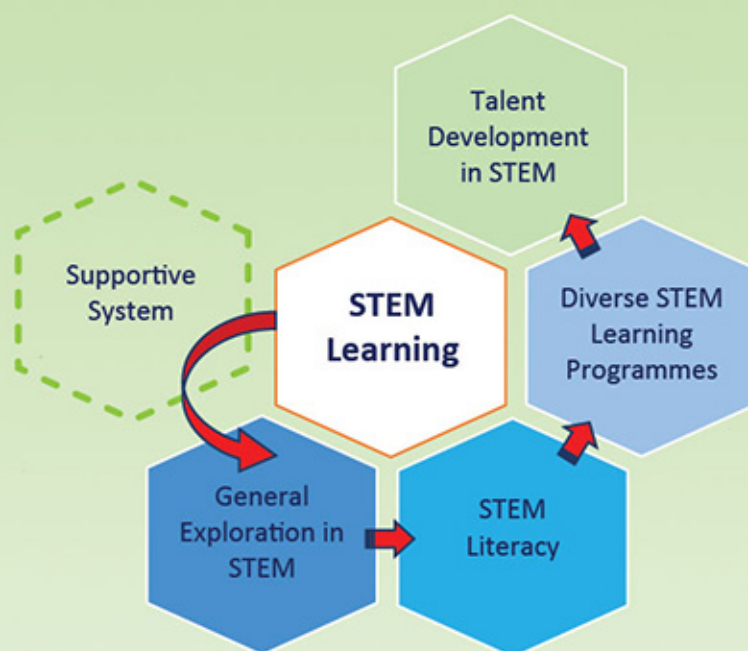 Talent
Development
in STEM
Supportive
System
STEM
Learning
Diverse STEM
Learning
Programmes
General
Exploration in
STEM
STEM
Literacy